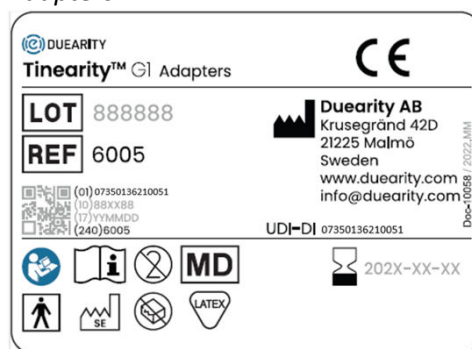 DUEARITY
Tinearity™ G1 Adapters
CE
LOT 888888
REF 6005
(01)07350136210051
(10)88XX88
(17)YYMMDD
(240)6005
Duearity AB
Krusegränd 42D
21225 Malmö
Sweden
www.duearity.com
info@duearity.com
Doc-10058 / 2022.MM
UDI-DI 07350136210051
2
MD
202X-XX-XX
SE
LATEX